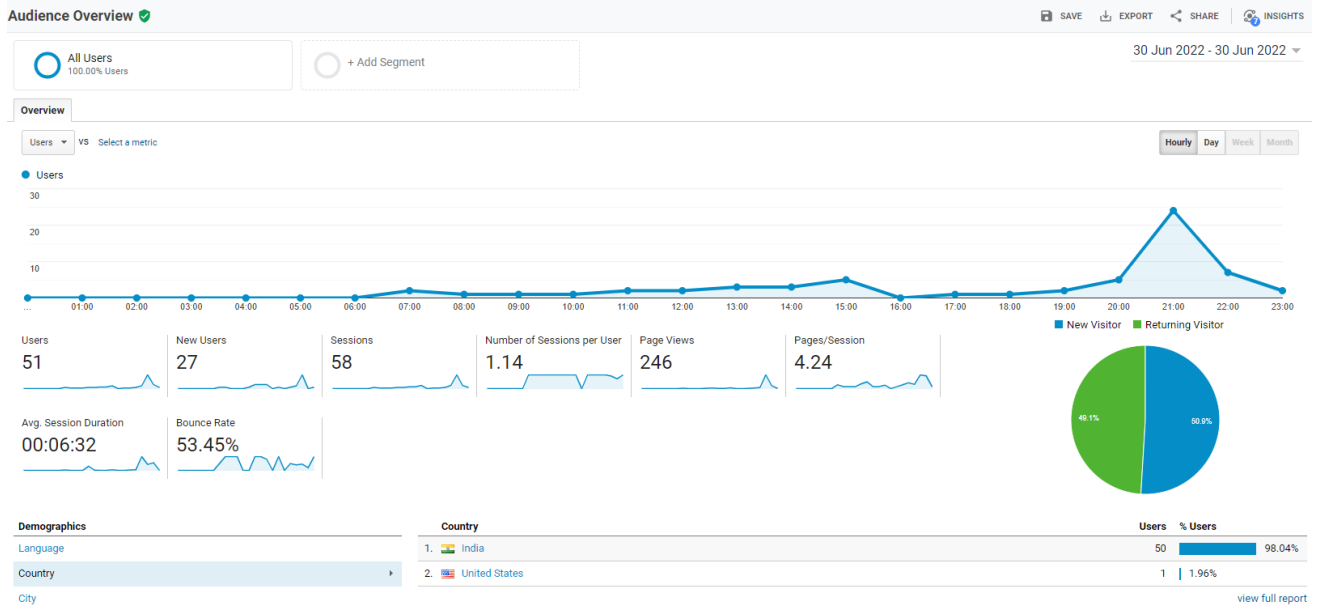 Audience Overview
SAVE EXPORT SHARE 7 INSIGHTS
All Users
100.00% Users
+ Add Segment
30 Jun 2022 - 30 Jun 2022
Overview
Users VS Select a metric
Hourly Day Week Month
Users
30
20
10
... 01:00 02:00 03:00 04:00 05:00 06:00 07:00 08:00 09:00 10:00 11:00 12:00 13:00 14:00 15:00 16:00 17:00 18:00 19:00 20:00 21:00 22:00 23:00
New Visitor Returning Visitor
Users New Users Sessions Number of Sessions per User Page Views Pages/Session
51 27 58 1.14 246 4.24
49.1% 50.9%
Avg. Session Duration Bounce Rate
00:06:32 53.45%
Demographics
Language
Country
City
Country Users % Users
1. India 50 98.04%
2. United States 1 1.96%
view full report